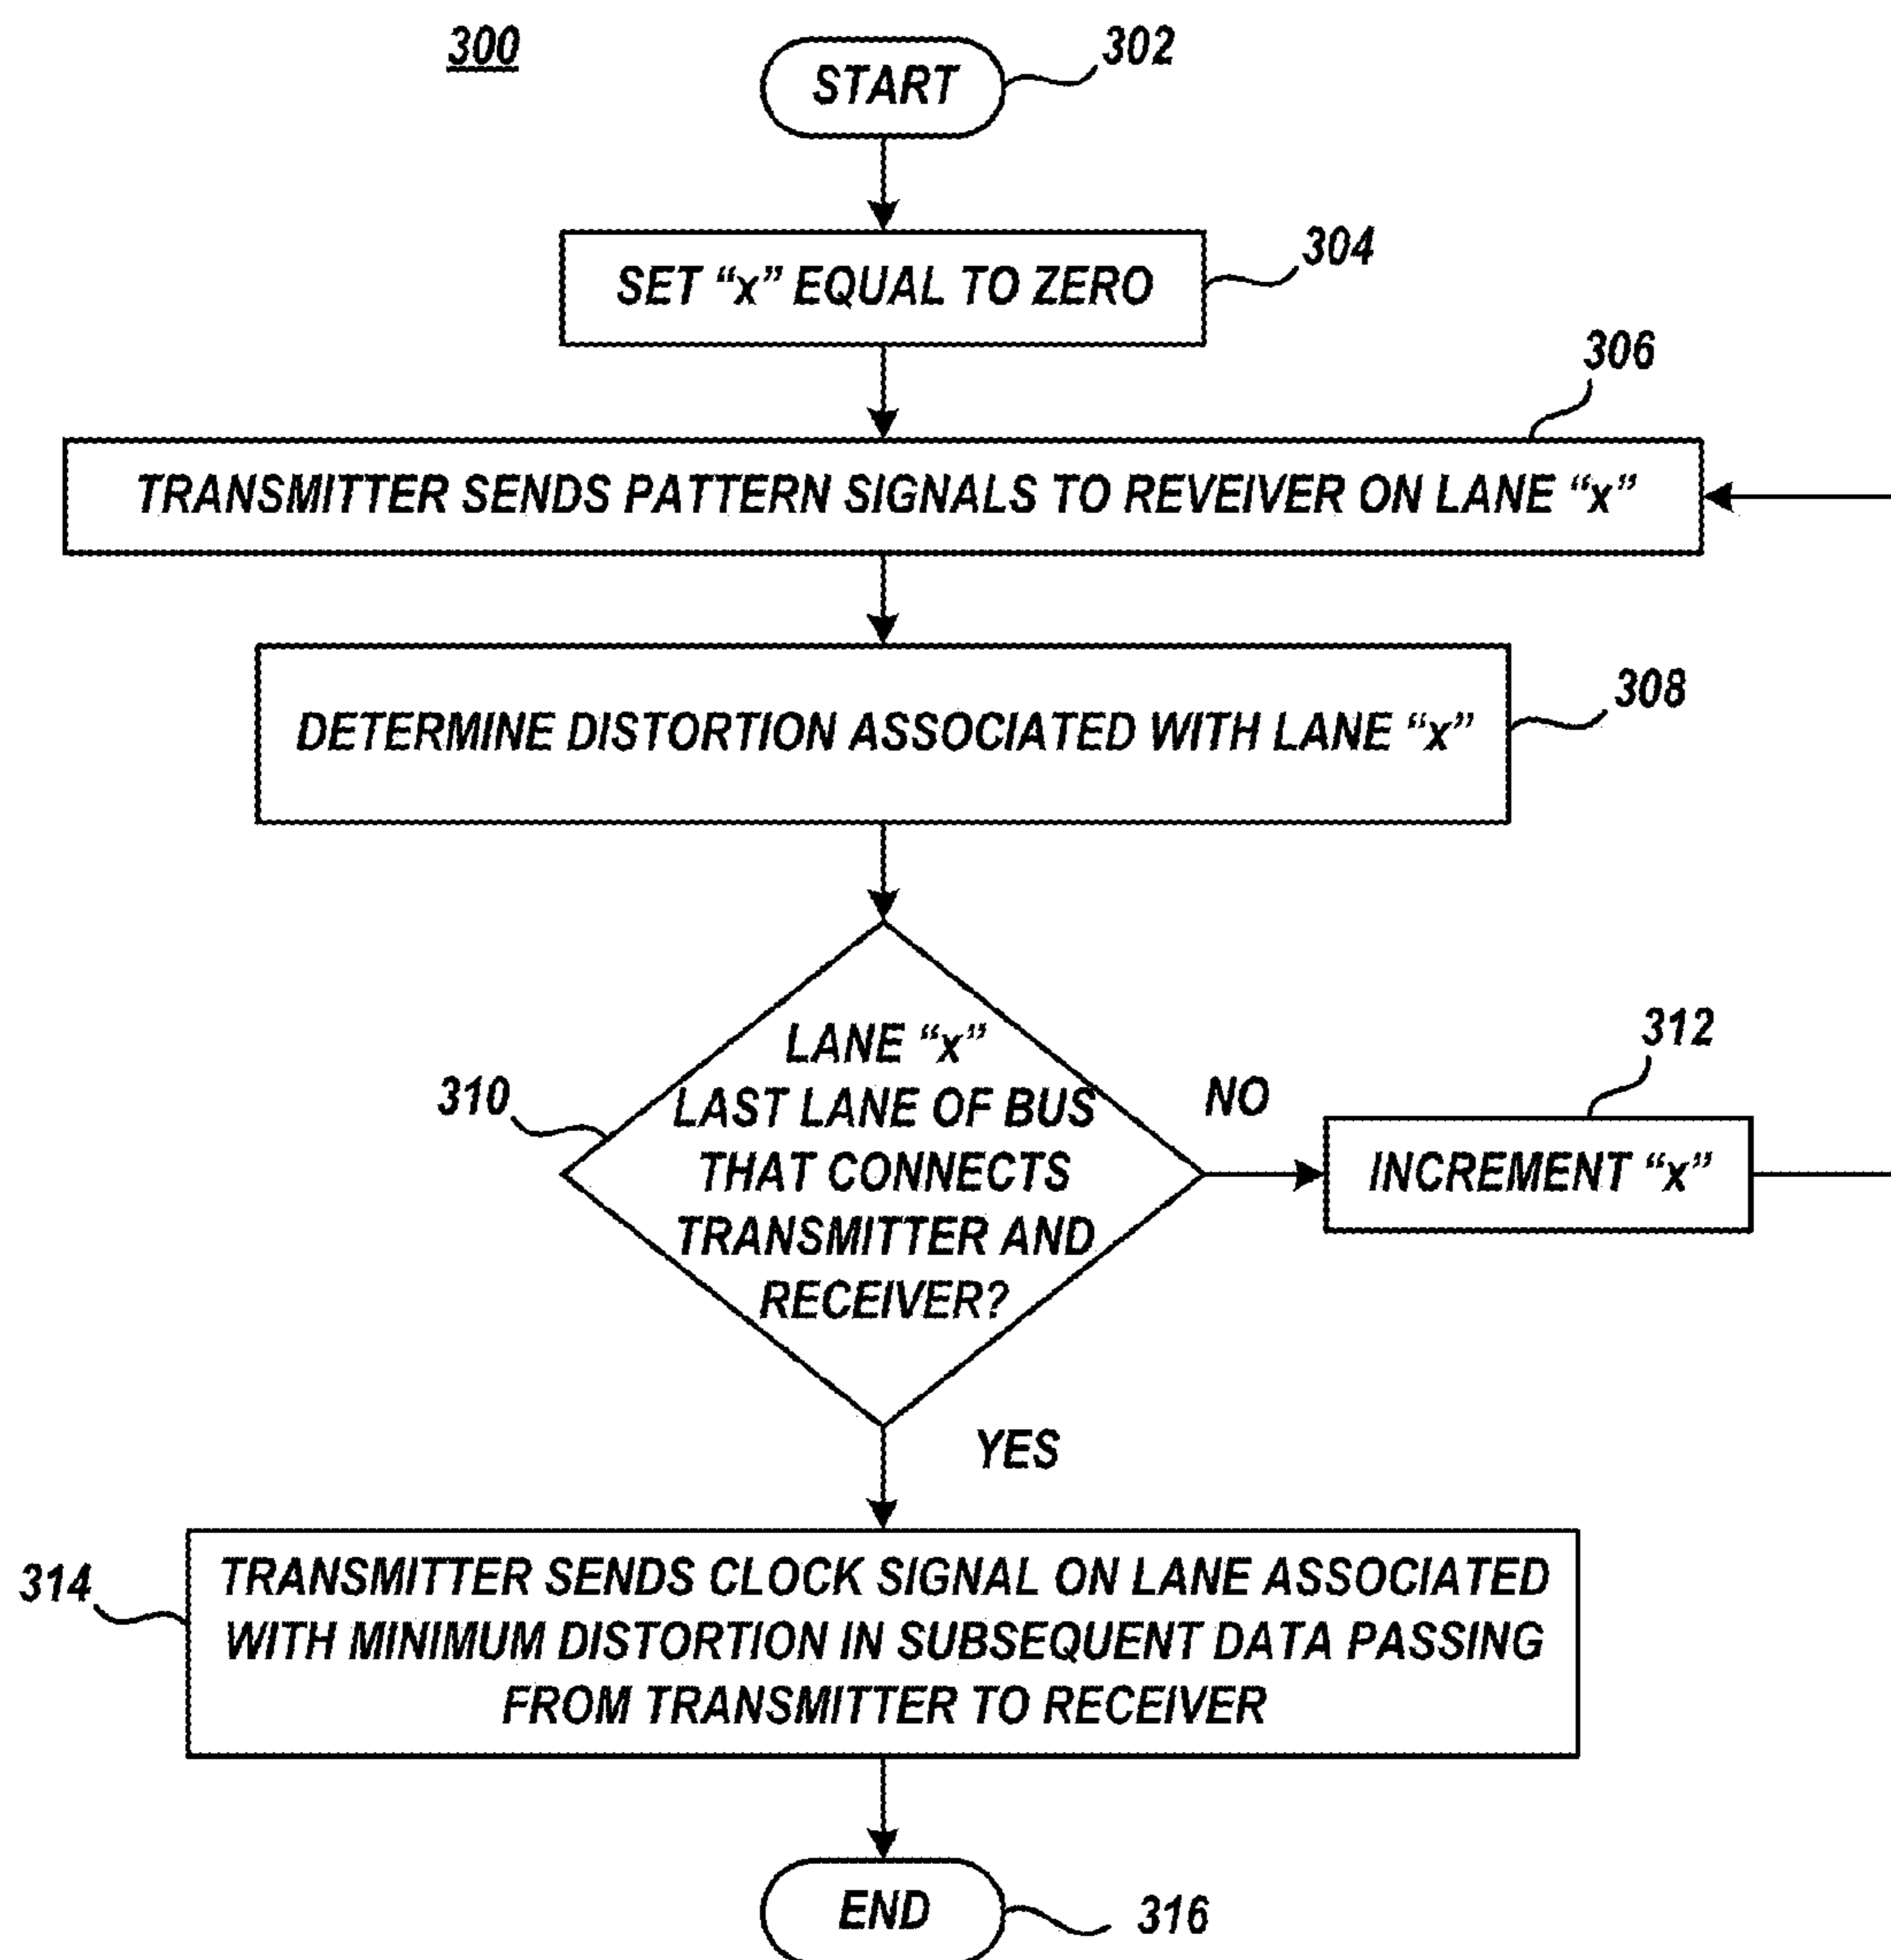 300
START
302
SET “x” EQUAL TO ZERO
304
306
TRANSMITTER SENDS PATTERN SIGNALS TO REVEIVER ON LANE “x”
308
DETERMINE DISTORTION ASSOCIATED WITH LANE “x”
310
LANE “x”
LAST LANE OF BUS
THAT CONNECTS
TRANSMITTER AND
RECEIVER?
NO
312
INCREMENT “x”
YES
314
TRANSMITTER SENDS CLOCK SIGNAL ON LANE ASSOCIATED
WITH MINIMUM DISTORTION IN SUBSEQUENT DATA PASSING
FROM TRANSMITTER TO RECEIVER
END
316